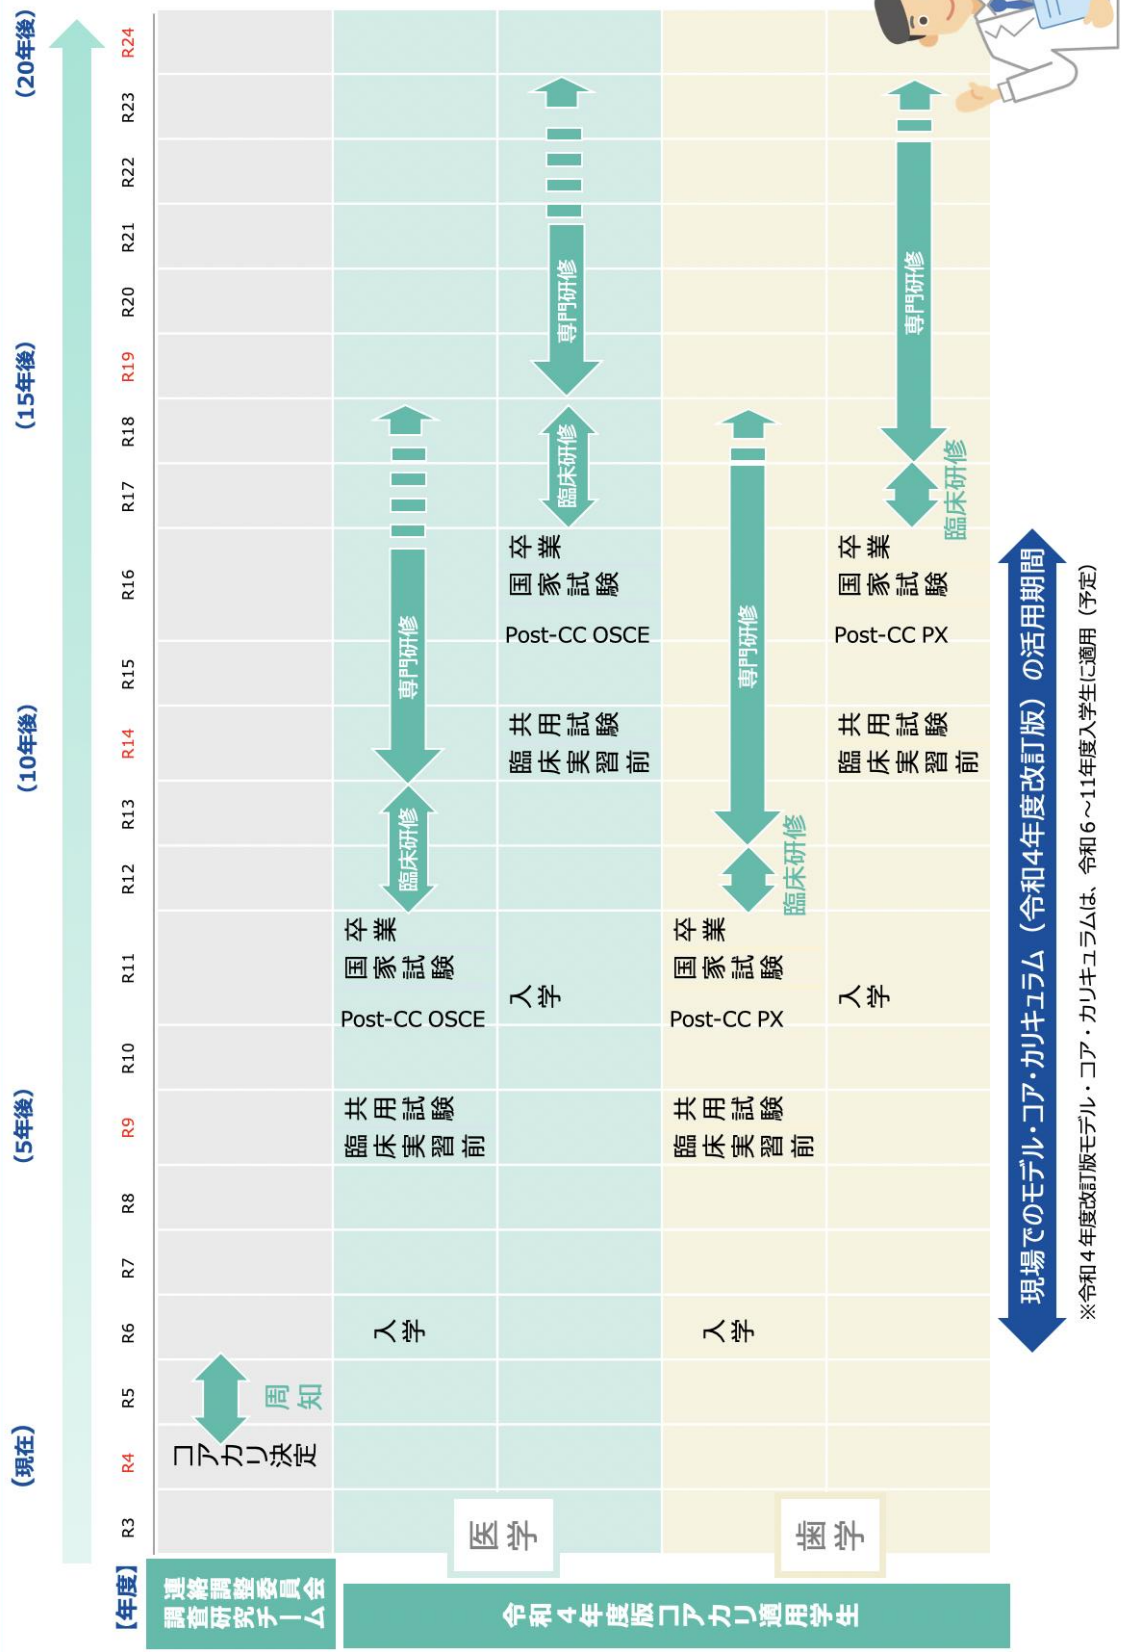 (現在)
(5年後)
(10年後)
(15年後)
(20年後)
【年度】
R3
R4
R5
R6
R7
R8
R9
R10
R11
R12
R13
R14
R15
R16
R17
R18
R19
R20
R21
R22
R23
R24
連絡調整委員会
調査研究チーム
コアカリ決定
周知
令和4年度版コアカリ適用学生
医学
入学
臨床実習前
共用試験
Post-CC OSCE
国家試験
卒業
臨床研修
専門研修
入学
臨床実習前
共用試験
Post-CC OSCE
国家試験
卒業
臨床研修
専門研修
歯学
入学
臨床実習前
共用試験
Post-CC PX
国家試験
卒業
臨床研修
専門研修
入学
臨床実習前
共用試験
Post-CC PX
国家試験
卒業
臨床研修
専門研修
現場でのモデル・コア・カリキュラム(令和4年度改訂版)の活用期間
※令和4年度改訂版モデル・コア・カリキュラムは、令和6~11年度入学生に適用(予定)